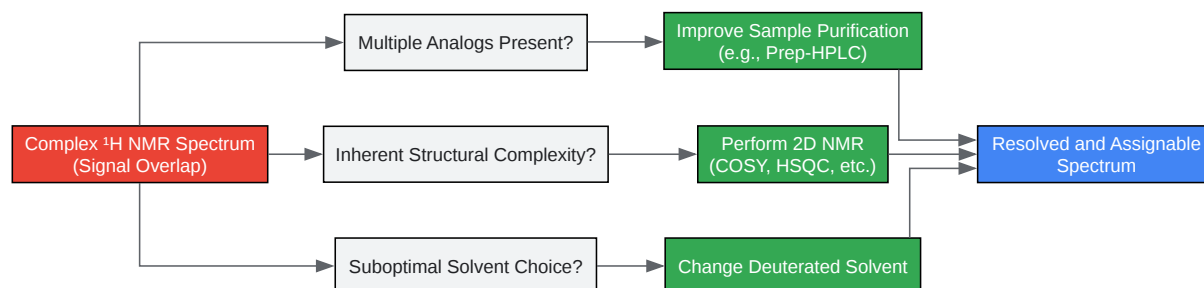 Multiple Analogs Present?
Improve Sample Purification
(e.g., Prep-HPLC)
Complex ¹H NMR Spectrum
(Signal Overlap)
Inherent Structural Complexity?
Perform 2D NMR
(COSY, HSQC, etc.)
Resolved and Assignable
Spectrum
Suboptimal Solvent Choice?
Change Deuterated Solvent